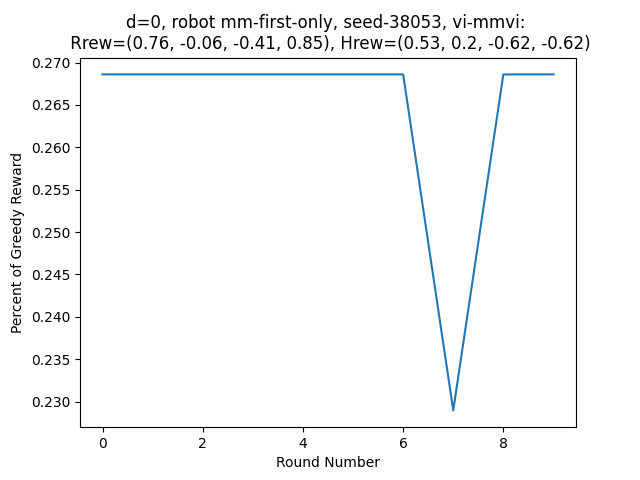 d=0, robot mm-first-only, seed-38053, vi-mmvi:
Rrew=(0.76, -0.06, -0.41, 0.85), Hrew=(0.53, 0.2, -0.62, -0.62)
Percent of Greedy Reward
0.270
0.265
0.260
0.255
0.250
0.245
0.240
0.235
0.230
0 2 4 6 8
Round Number